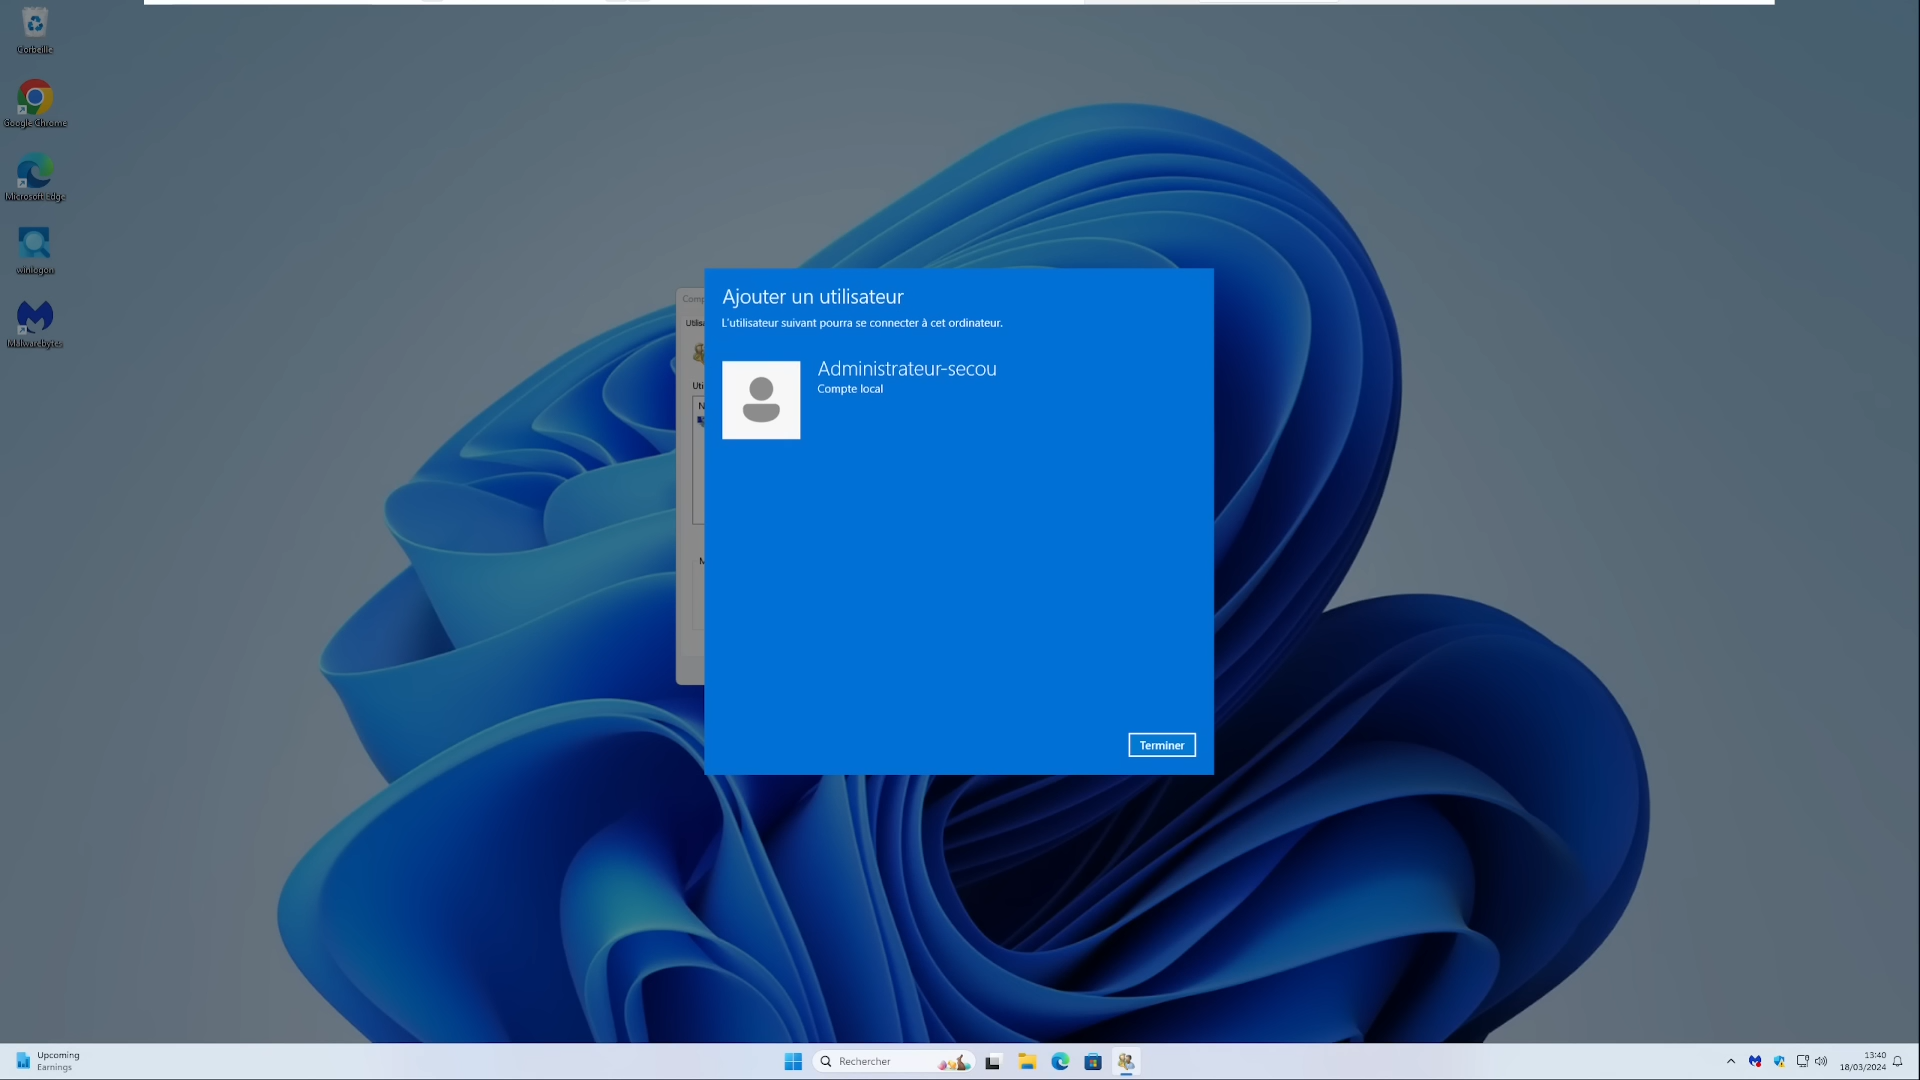 Corbeille
Google Chrome
Microsoft Edge
winlogon
Malwarebytes
Ajouter un utilisateur
L'utilisateur suivant pourra se connecter à cet ordinateur.
Administrateur-secou
Compte local
Terminer
Upcoming
Earnings
Rechercher
13:40
18/03/2024